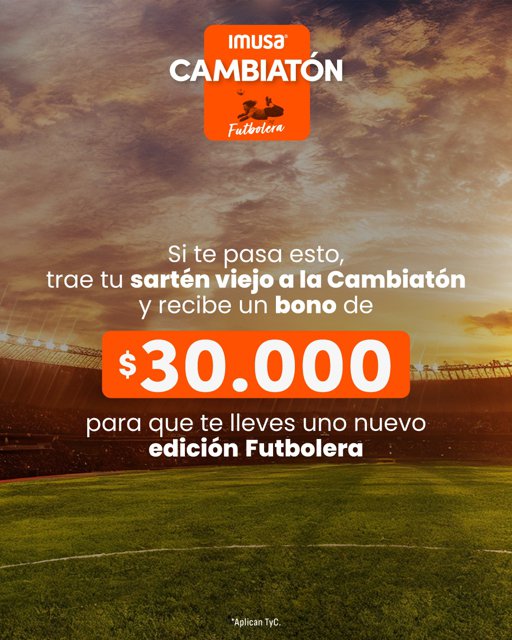 IMUSA®
CAMBIATÓN
Futbolera
Si te pasa esto,
trae tu sartén viejo a la Cambiatón
y recibe un bono de
$30.000
para que te lleves uno nuevo
edición Futbolera
*Aplican TyC.